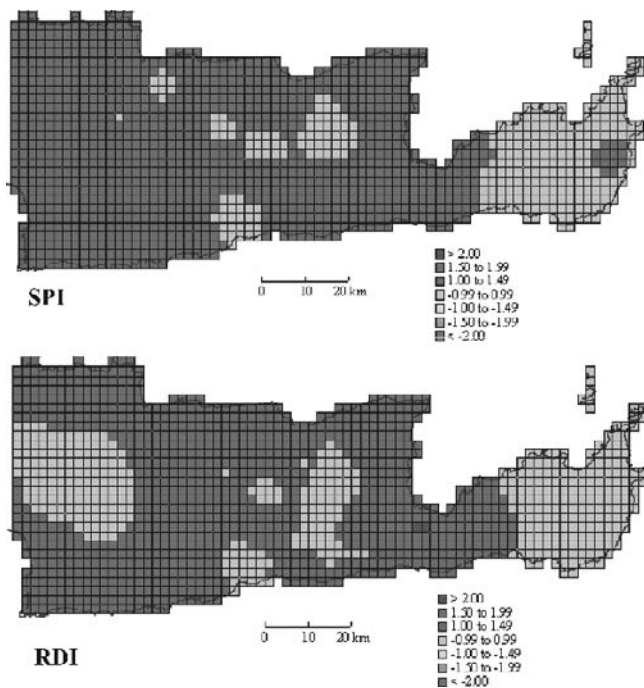 > 2.00
1.50 to 1.99
1.00 to 1.49
-0.99 to 0.99
-1.00 to -1.49
-1.50 to -1.99
< -2.00
0 10 20 km
SPI
> 2.00
1.50 to 1.99
1.00 to 1.49
-0.99 to 0.99
-1.00 to -1.49
-1.50 to -1.99
< -2.00
0 10 20 km
RDI